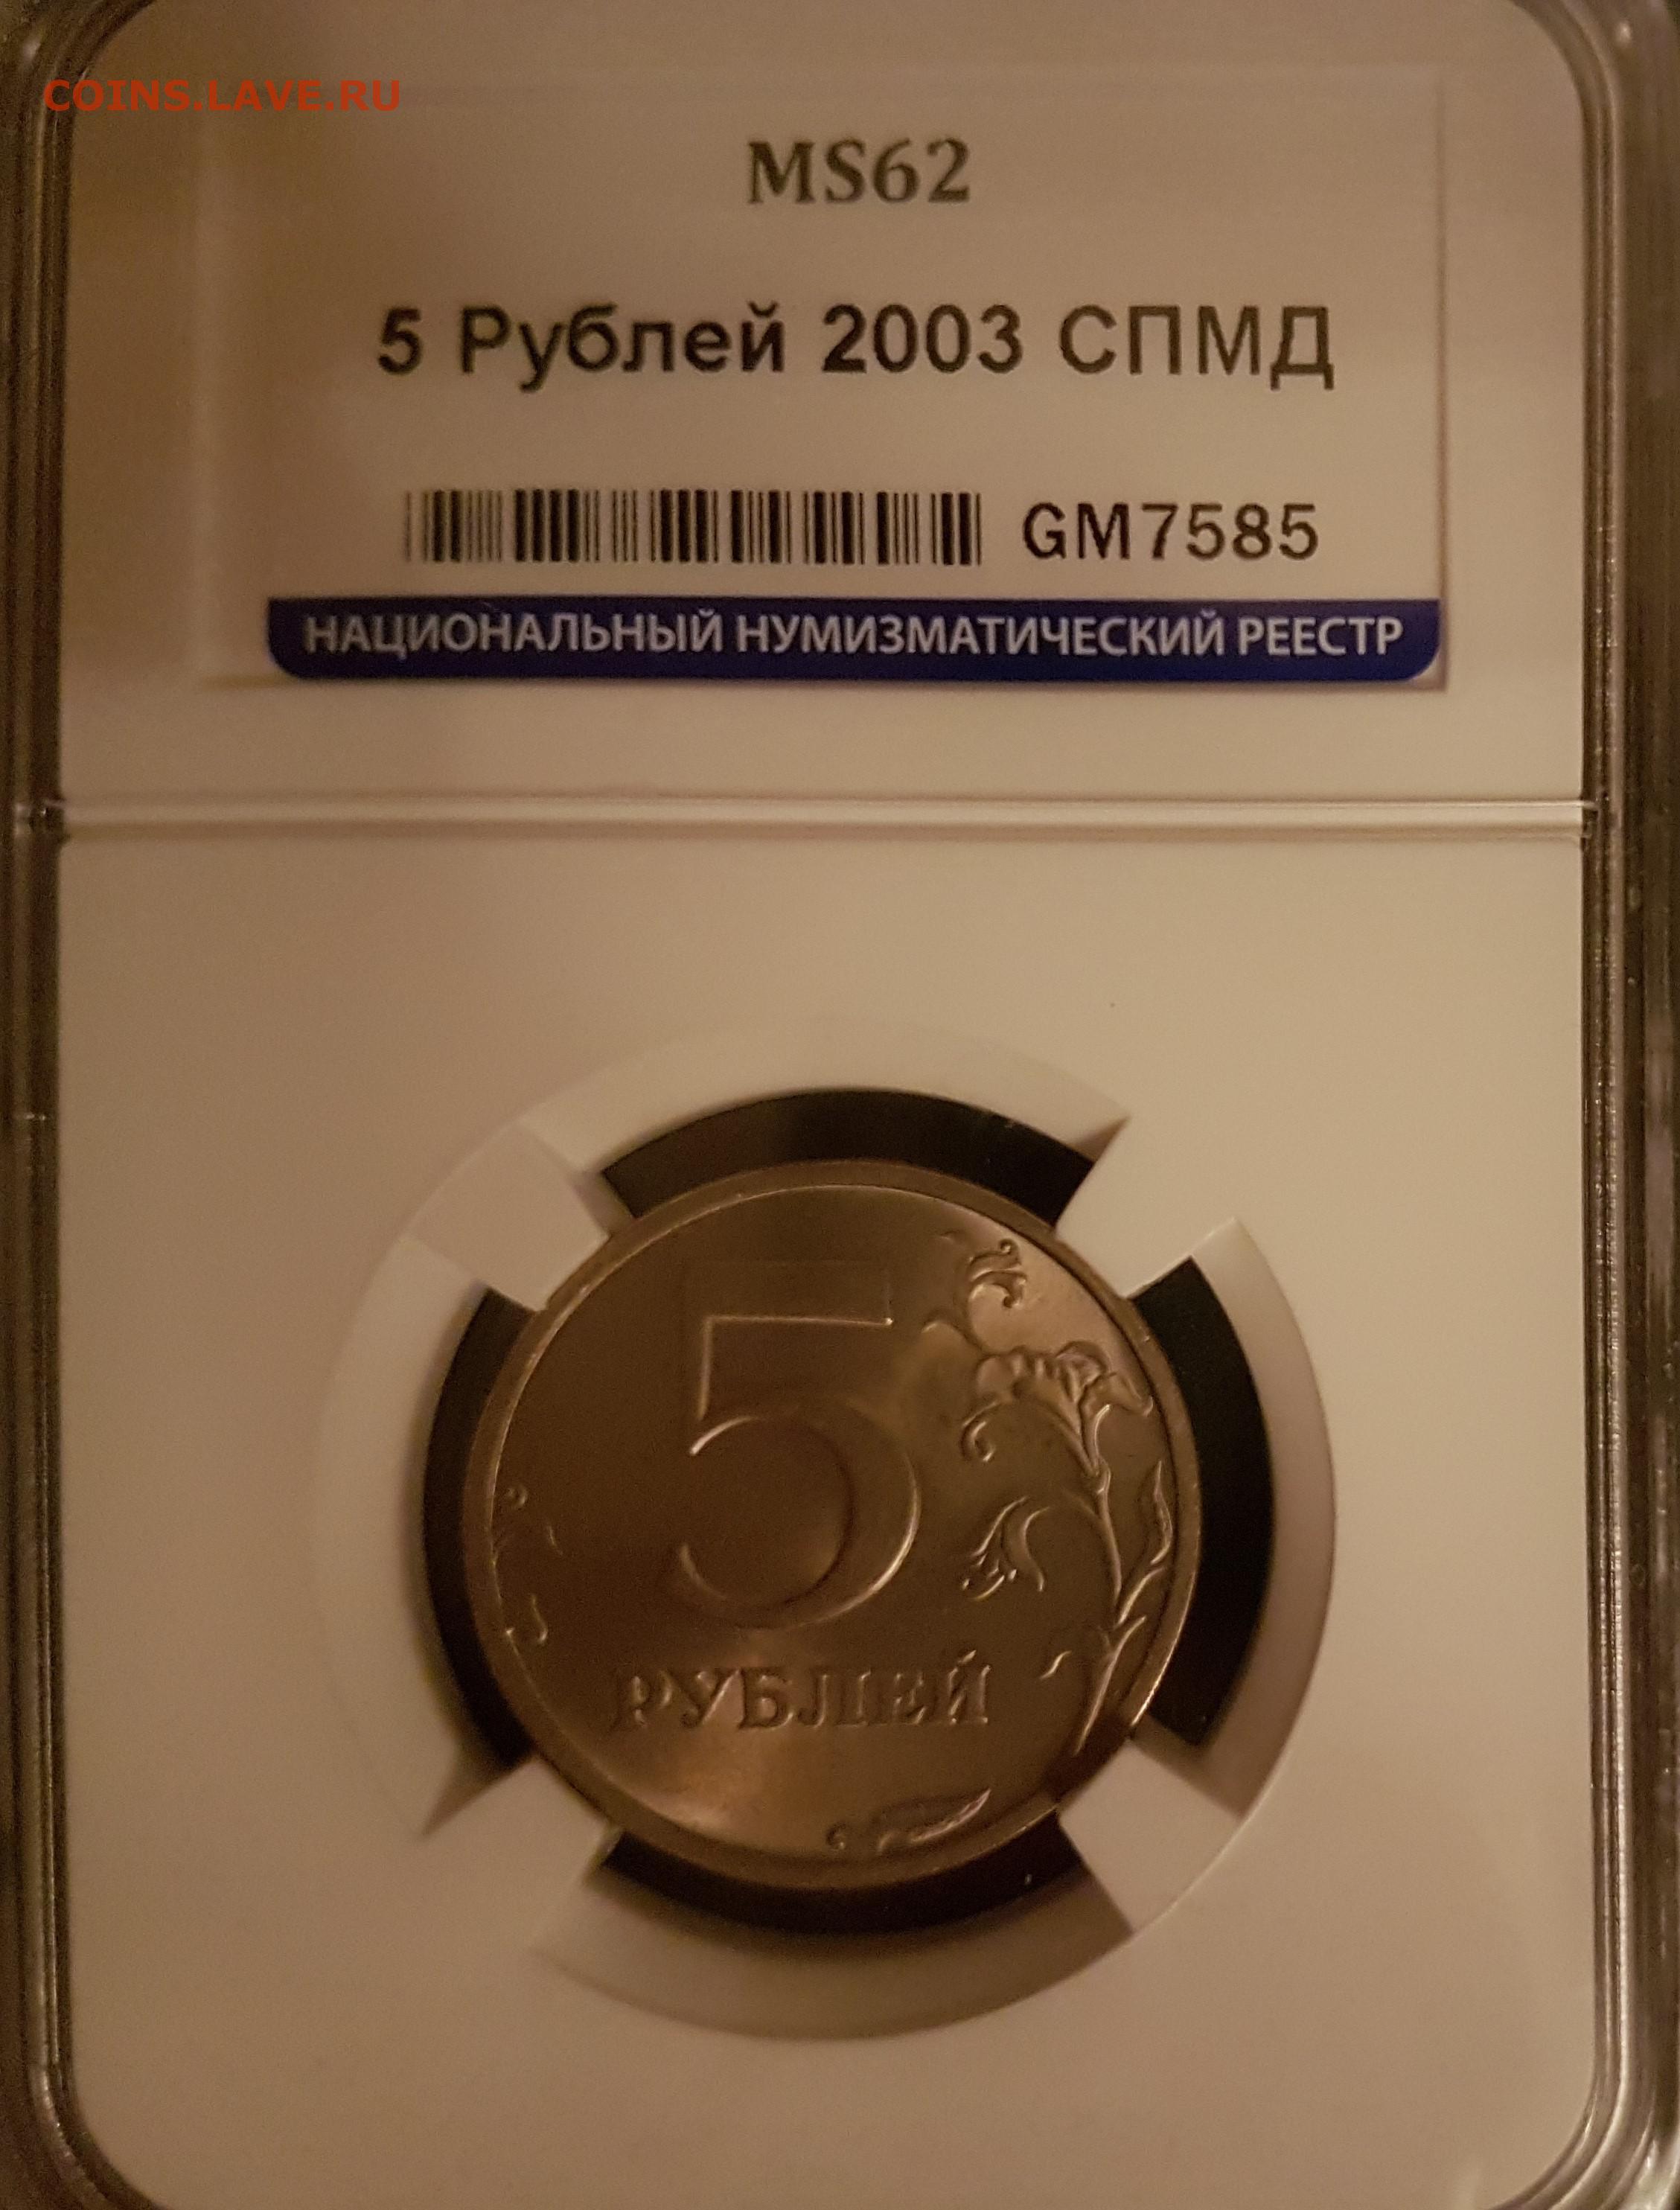 COINS.LAVE.RU
MS62
5 Рублей 2003 СПМД
GM7585
НАЦИОНАЛЬНЫЙ НУМИЗМАТИЧЕСКИЙ РЕЕСТР
5
РУБЛЕЙ